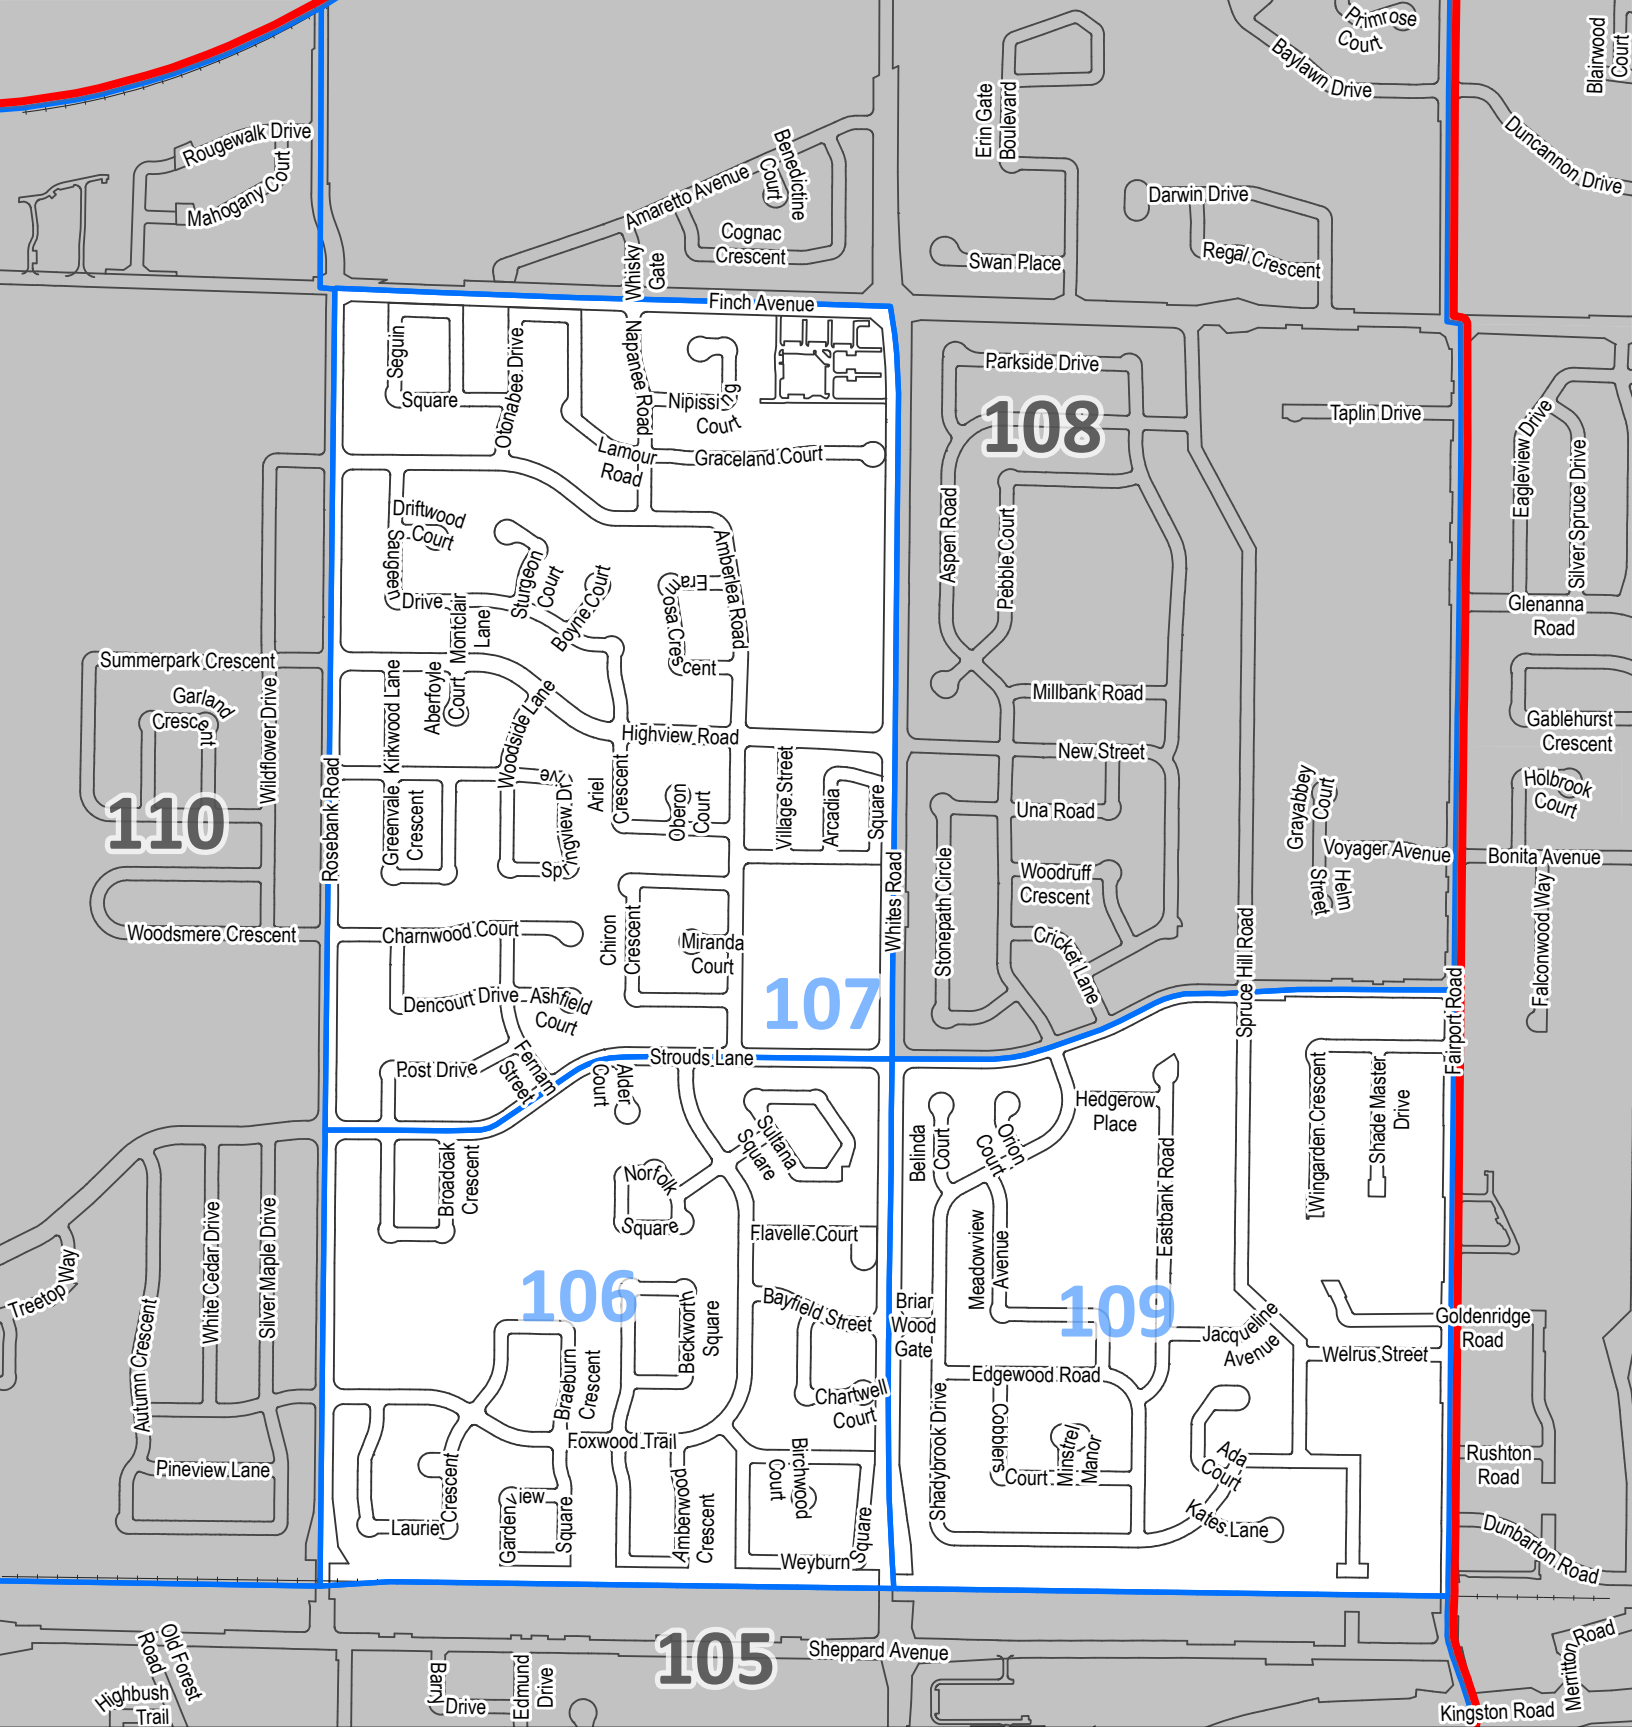 Primrose
Court
Baylawn Drive
Blairwood
Court
Duncannon Drive
Erin Gate
Boulevard
Rougewalk Drive
Mahogany Court
Benedictine
Court
Amaretto Avenue
Cognac
Crescent
Whisky
Gate
Darwin Drive
Regal Crescent
Swan Place
Finch Avenue
Seguin
Square
Otonabee Drive
Napanee Road
Nipissing
Court
Lamour
Road
Graceland Court
Parkside Drive
108
Taplin Drive
Eagleview Drive
Silver Spruce Drive
Driftwood
Court
Saugeen
Drive
Sturgeon
Court
Boyne Court
Montclair
Lane
Amberlea Road
Eramosa Crescent
Aspen Road
Pebble Court
Glenanna
Road
Summerpark Crescent
Garland
Crescent
Wildflower Drive
110
Woodsmere Crescent
Rosebank Road
Kirkwood Lane
Aberfoyle
Court
Woodside Lane
Highview Road
Greenvale
Crescent
Springview Drive
Ariel
Crescent
Oberon
Court
Village Street
Arcadia
Square
Millbank Road
New Street
Una Road
Woodruff
Crescent
Stonepath Circle
Cricket Lane
Gablehurst
Crescent
Holbrook
Court
Grayabbey
Court
Voyager Avenue
Helm
Street
Bonita Avenue
Falconwood Way
Whites Road
Spruce Hill Road
Charnwood Court
Chiron
Crescent
Miranda
Court
Dencourt Drive
Ashfield
Court
107
Fairport Road
Post Drive
Fernam
Street
Strouds Lane
Alder
Court
Sultana
Square
Hedgerow
Place
Wingarden Crescent
Shade Master
Drive
Belinda
Court
Orion
Court
Eastbank Road
Broadoak
Crescent
Norfolk
Square
Flavelle Court
Meadowview
Avenue
White Cedar Drive
Silver Maple Drive
Treetop Way
Autumn Crescent
106
Beckworth
Square
Bayfield Street
Briar
Wood
Gate
109
Jacqueline
Avenue
Goldenridge
Road
Welrus Street
Braeburn
Crescent
Chartwell
Court
Edgewood Road
Shadybrook Drive
Cobblers
Court
Minstrel
Manor
Ada
Court
Kates Lane
Rushton
Road
Dunbarton Road
Foxwood Trail
Pineview Lane
Laurier
Crescent
Gardenview
Square
Amberwood
Crescent
Birchwood
Court
Weyburn
Square
105
Sheppard Avenue
Old Forest
Road
Highbush
Trail
Barry
Drive
Edmund
Drive
Merritton Road
Kingston Road